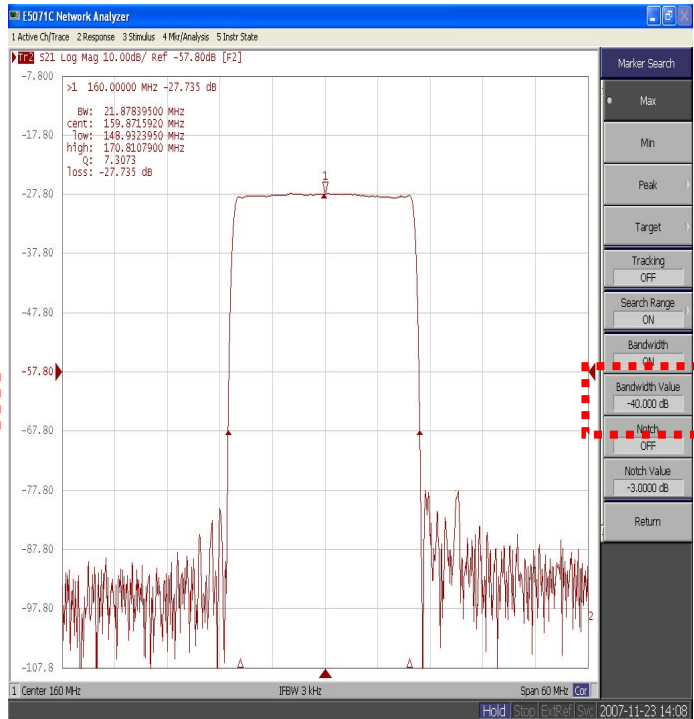 E5071C Network Analyzer
1 Active Ch/Trace 2 Response 3 Stimulus 4 Mkr/Analysis 5 Instr State
Tr2 S21 Log Mag 10.00dB/ Ref -57.80dB [F2]
Marker Search
-7.800
>1 160.00000 MHz -27.735 dB
BW: 21.87839500 MHz
cent: 159.8715920 MHz
low: 148.9323950 MHz
high: 170.8107900 MHz
Q: 7.3073
loss: -27.735 dB
Max
-17.80
Min
1
Peak
-27.80
Target
-37.80
Tracking
OFF
Search Range
ON
-47.80
Bandwidth
ON
-57.80
Bandwidth Value
-40.000 dB
-67.80
Notch
OFF
Notch Value
-3.0000 dB
-77.80
Return
-87.80
-97.80
2
-107.8
1 Center 160 MHz IFBW 3 kHz Span 60 MHz Cor
Hold Stop ExtRef Svc 2007-11-23 14:08